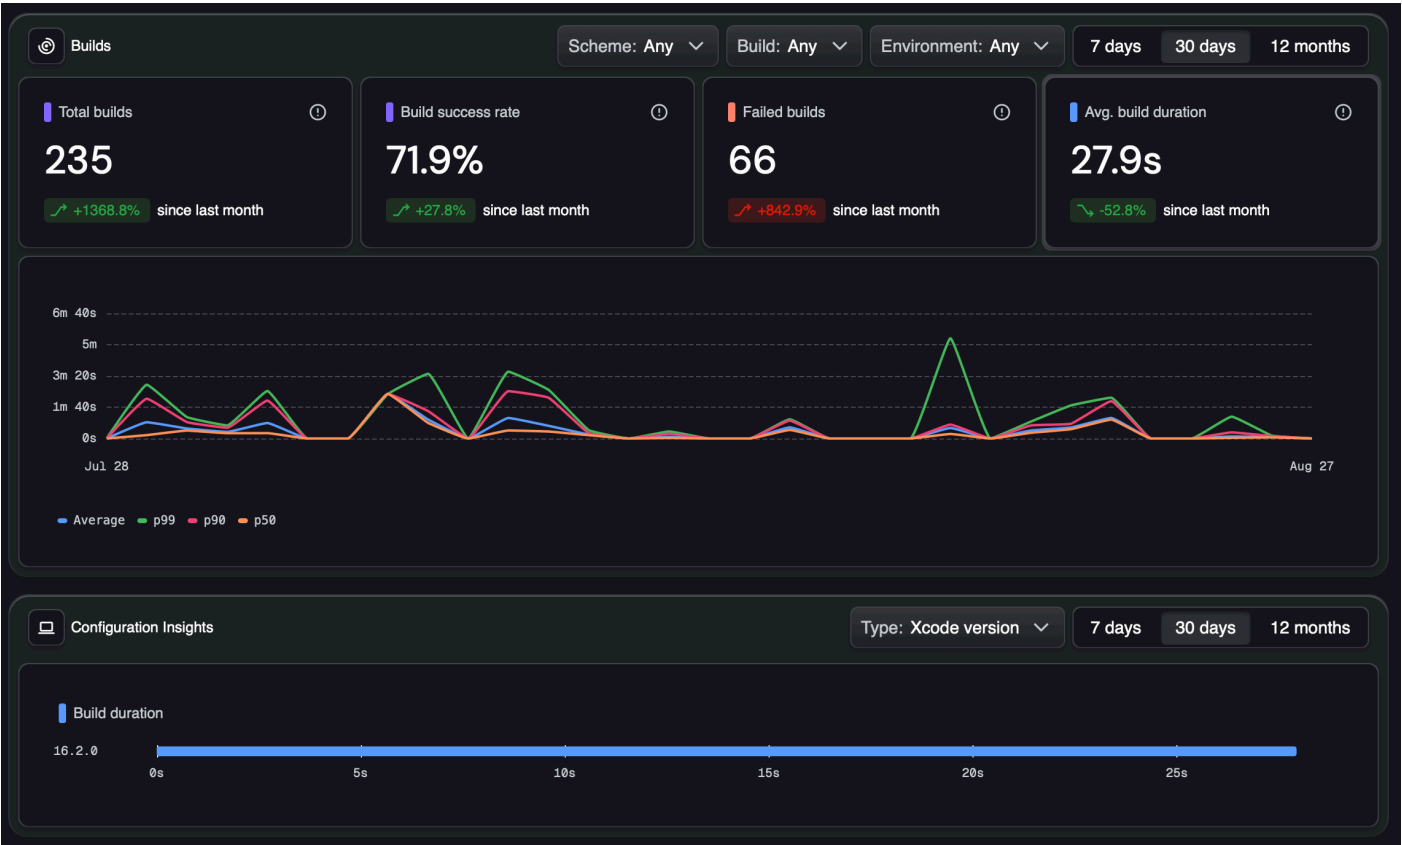 Builds Scheme: Any Build: Any Environment: Any 7 days 30 days 12 months
Total builds Build success rate Failed builds Avg. build duration
235 71.9% 66 27.9s
+1368.8% since last month +27.8% since last month +842.9% since last month -52.8% since last month
6m 40s
5m
3m 20s
1m 40s
0s
Jul 28 Aug 27
Average p99 p90 p50
Configuration Insights Type: Xcode version 7 days 30 days 12 months
Build duration
16.2.0
0s 5s 10s 15s 20s 25s